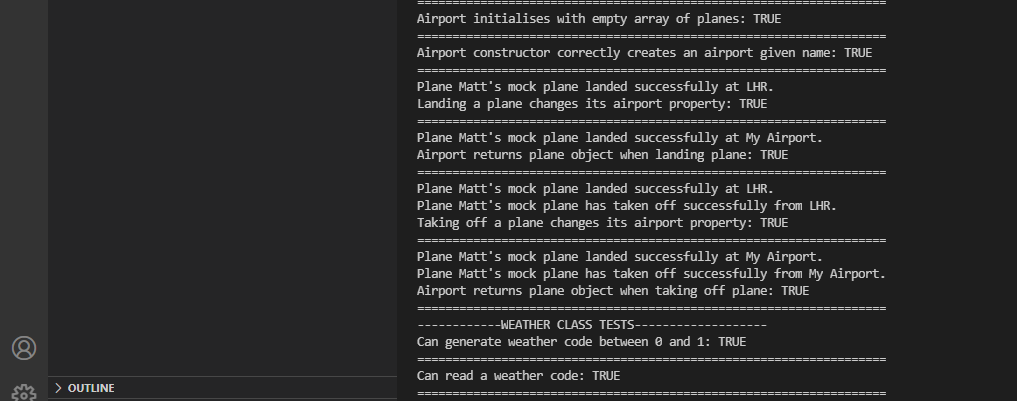 ======================================================================
Airport initialises with empty array of planes: TRUE
======================================================================
Airport constructor correctly creates an airport given name: TRUE
======================================================================
Plane Matt's mock plane landed successfully at LHR.
Landing a plane changes its airport property: TRUE
======================================================================
Plane Matt's mock plane landed successfully at My Airport.
Airport returns plane object when landing plane: TRUE
======================================================================
Plane Matt's mock plane landed successfully at LHR.
Plane Matt's mock plane has taken off successfully from LHR.
Taking off a plane changes its airport property: TRUE
======================================================================
Plane Matt's mock plane landed successfully at My Airport.
Plane Matt's mock plane has taken off successfully from My Airport.
Airport returns plane object when taking off plane: TRUE
======================================================================
------------WEATHER CLASS TESTS-------------------
Can generate weather code between 0 and 1: TRUE
======================================================================
Can read a weather code: TRUE
======================================================================
OUTLINE